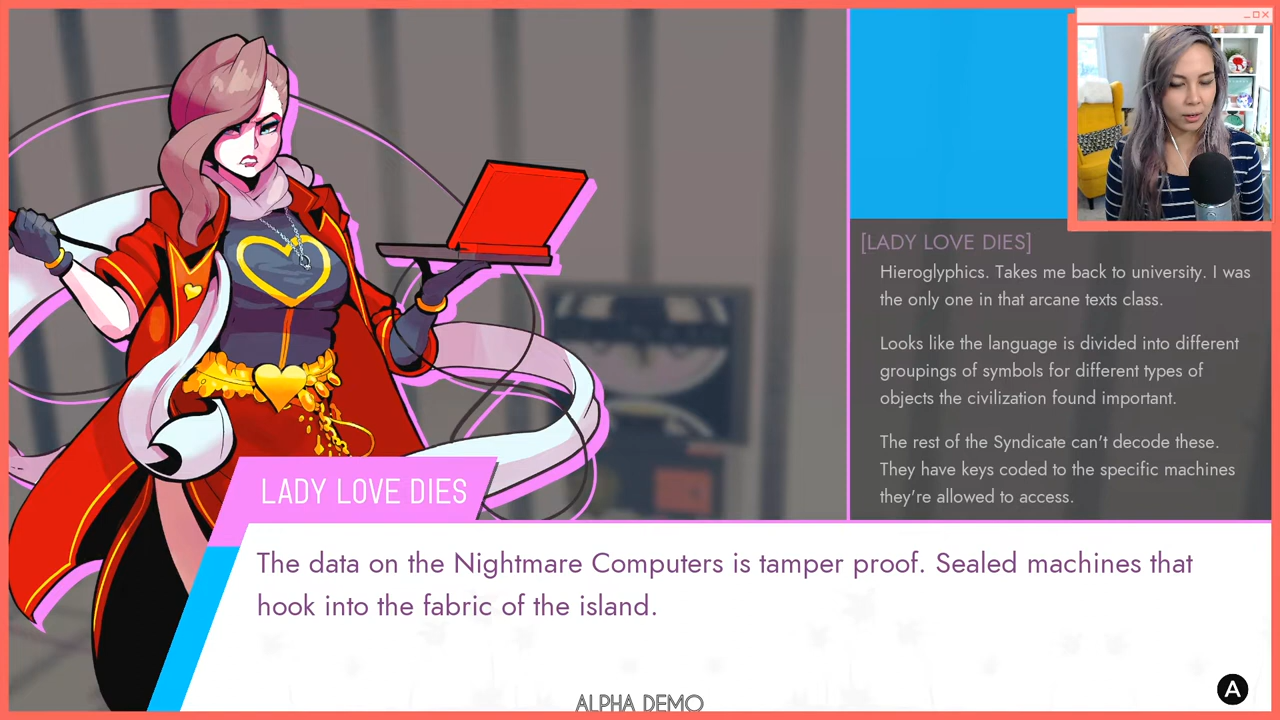 [LADY LOVE DIES]
Hieroglyphics. Takes me back to university. I was
the only one in that arcane texts class.
Looks like the language is divided into different
groupings of symbols for different types of
objects the civilization found important.
The rest of the Syndicate can't decode these.
They have keys coded to the specific machines
they're allowed to access.
LADY LOVE DIES
The data on the Nightmare Computers is tamper proof. Sealed machines that
hook into the fabric of the island.
A
ALPHA DEMO